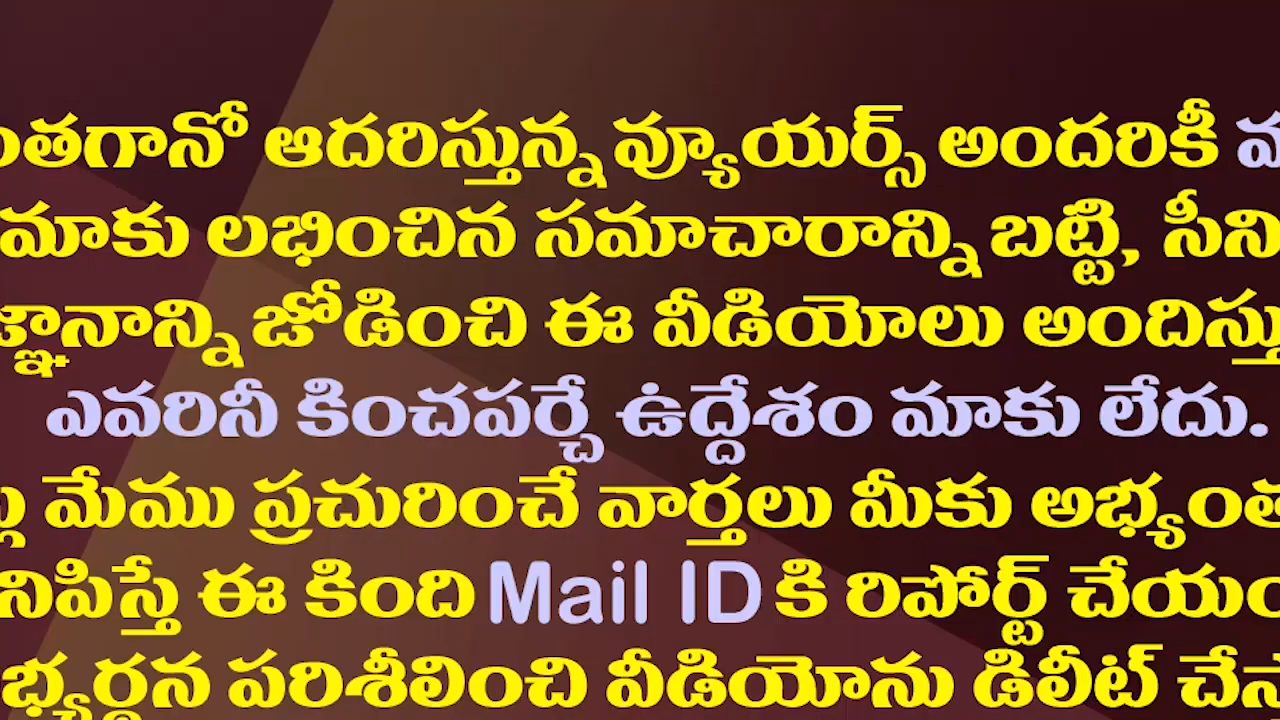 ంతగానో ఆదరిస్తున్న వ్యూయర్స్ అందరికీ
మాకు లభించిన సమాచారాన్ని బట్టి, సీని
జ్ఞానాన్ని జోడించి ఈ వీడియోలు అందిస్తు
ఎవరినీ కించపర్చే ఉద్దేశం మాకు లేదు.
ల్ల మేము ప్రచురించే వార్తలు మీకు అభ్యంత
నిపిస్తే ఈ కింది Mail ID కి రిపోర్ట్ చేయం
భ్యర్థన పరిశీలించి వీడియోను డిలీట్ చేస